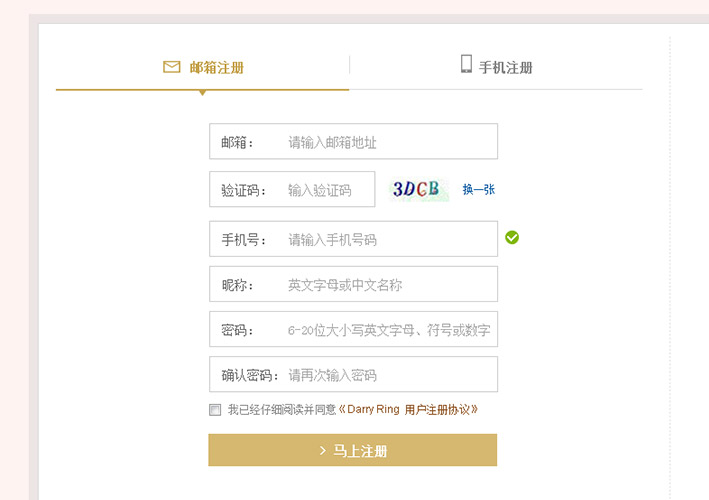 邮箱注册 手机注册
邮箱: 请输入邮箱地址
验证码: 输入验证码 3DCB 换一张
手机号: 请输入手机号码
昵称: 英文字母或中文名称
密码: 6-20位大小写英文字母、符号或数字
确认密码: 请再次输入密码
我已经仔细阅读并同意《Darry Ring 用户注册协议》
> 马上注册